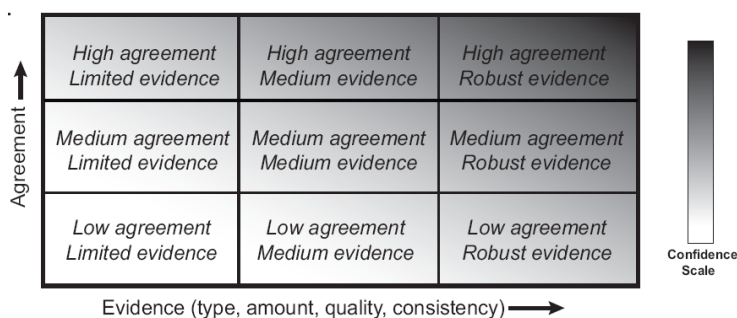 High agreement
Limited evidence
High agreement
Medium evidence
High agreement
Robust evidence
Medium agreement
Limited evidence
Medium agreement
Medium evidence
Medium agreement
Robust evidence
Low agreement
Limited evidence
Low agreement
Medium evidence
Low agreement
Robust evidence
Agreement
Evidence (type, amount, quality, consistency)
Confidence
Scale